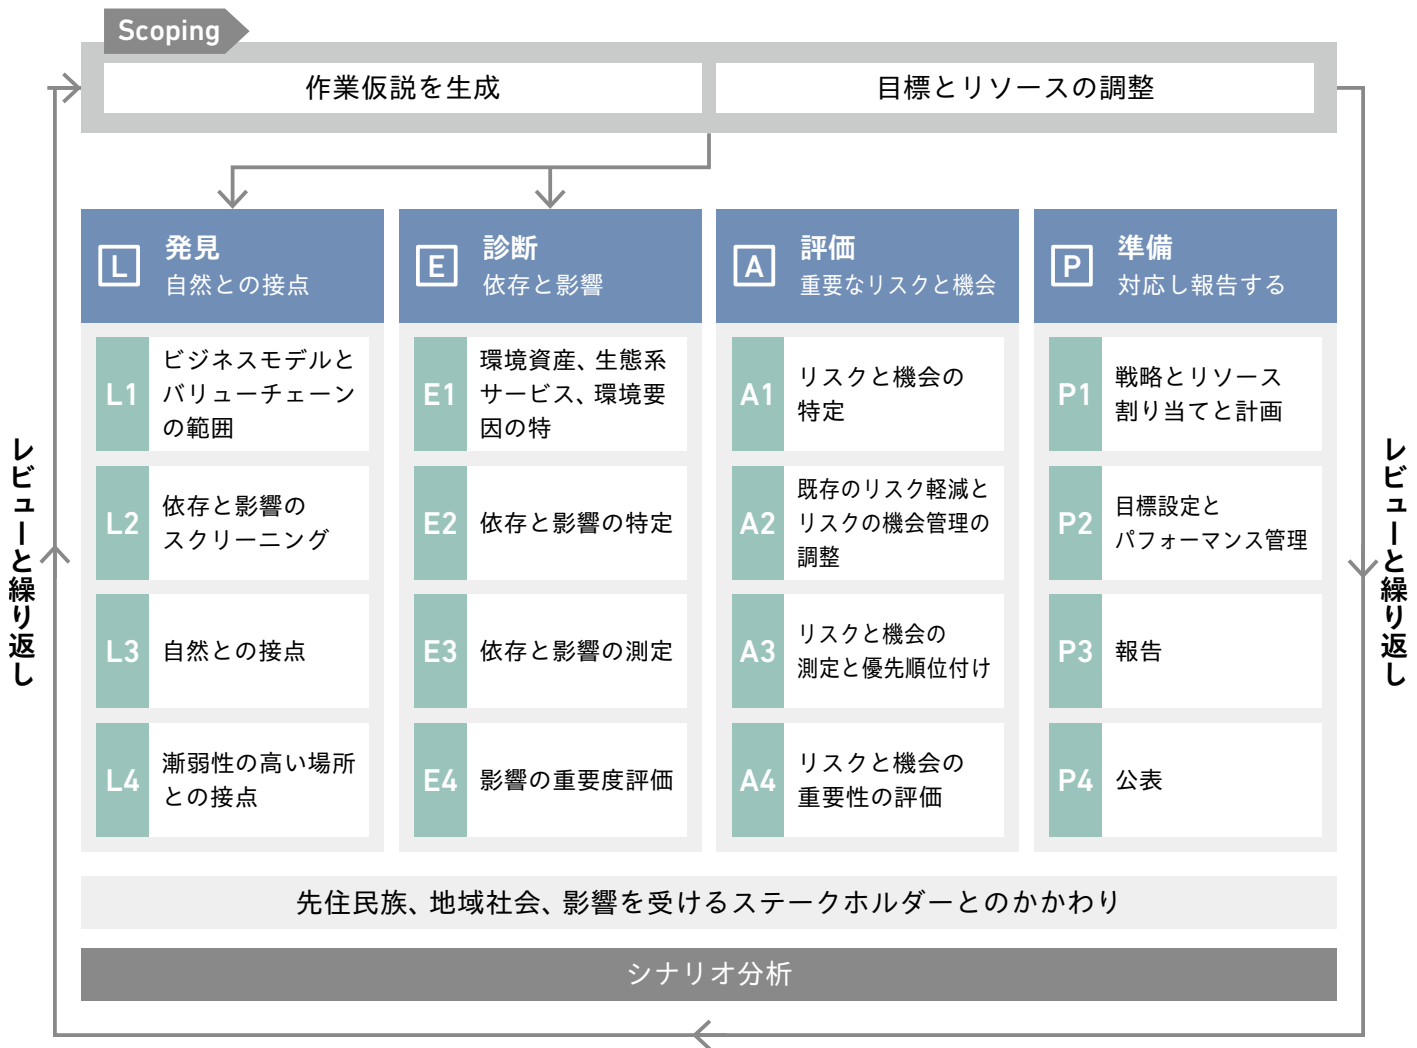 Scoping
作業仮説を生成
目標とリソースの調整
L
発見
自然との接点
E
診断
依存と影響
A
評価
重要なリスクと機会
P
準備
対応し報告する
L1
ビジネスモデルと
バリューチェーン
の範囲
L2
依存と影響の
スクリーニング
L3
自然との接点
L4
漸弱性の高い場所
との接点
E1
環境資産、生態系
サービス、環境要
因の特
E2
依存と影響の特定
E3
依存と影響の測定
E4
影響の重要度評価
A1
リスクと機会の
特定
A2
既存のリスク軽減と
リスクの機会管理の
調整
A3
リスクと機会の
測定と優先順位付け
A4
リスクと機会の
重要性の評価
P1
戦略とリソース
割り当てと計画
P2
目標設定と
パフォーマンス管理
P3
報告
P4
公表
レビューと繰り返し
レビューと繰り返し
先住民族、地域社会、影響を受けるステークホルダーとのかかわり
シナリオ分析